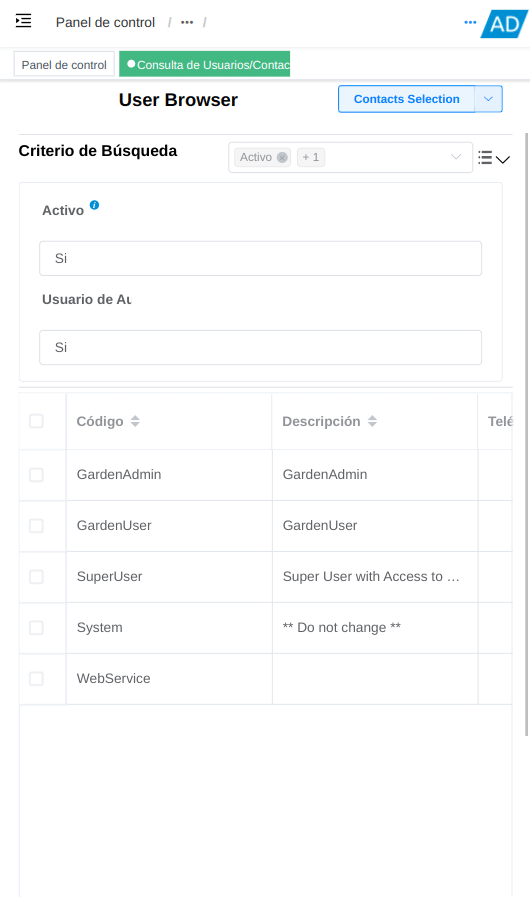 Panel de control / ••• /
••• AD
Panel de control
Consulta de Usuarios/Contac
User Browser
Contacts Selection
Criterio de Búsqueda
Activo
+ 1
Activo
Si
Usuario de Au
Si
Código
Descripción
Telé
GardenAdmin
GardenAdmin
GardenUser
GardenUser
SuperUser
Super User with Access to …
System
** Do not change **
WebService